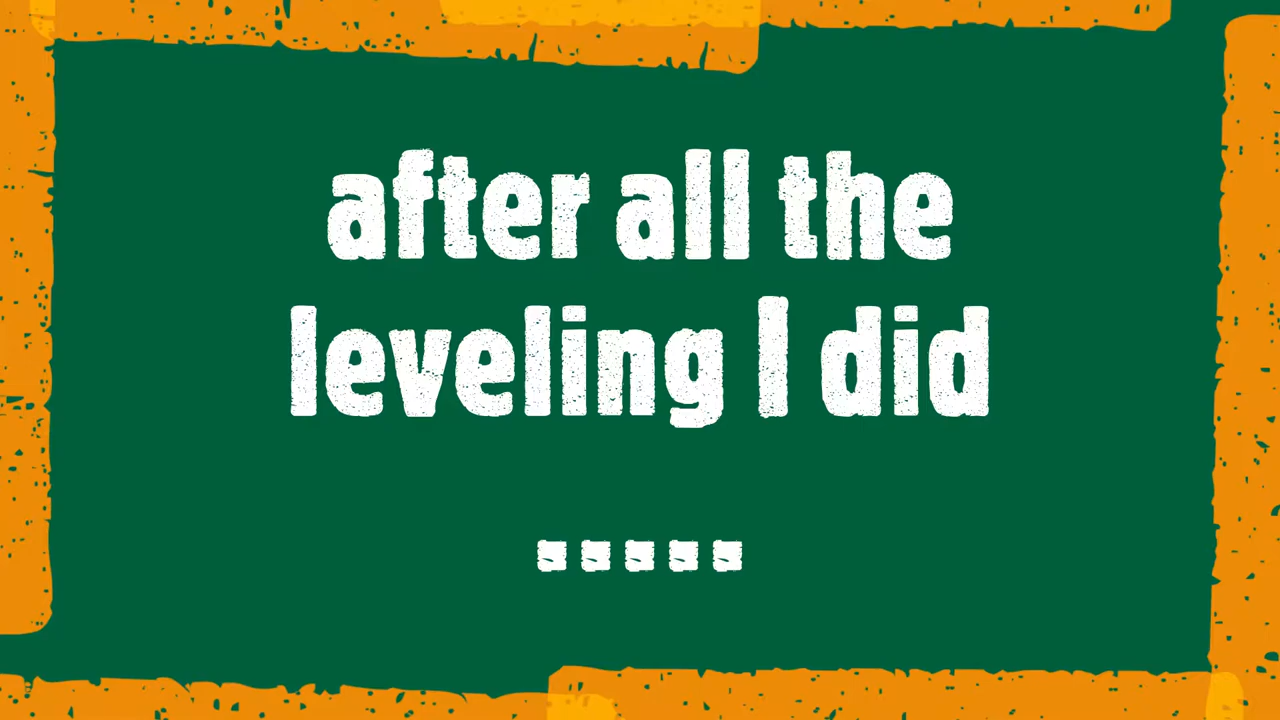 after all the
leveling I did
.....